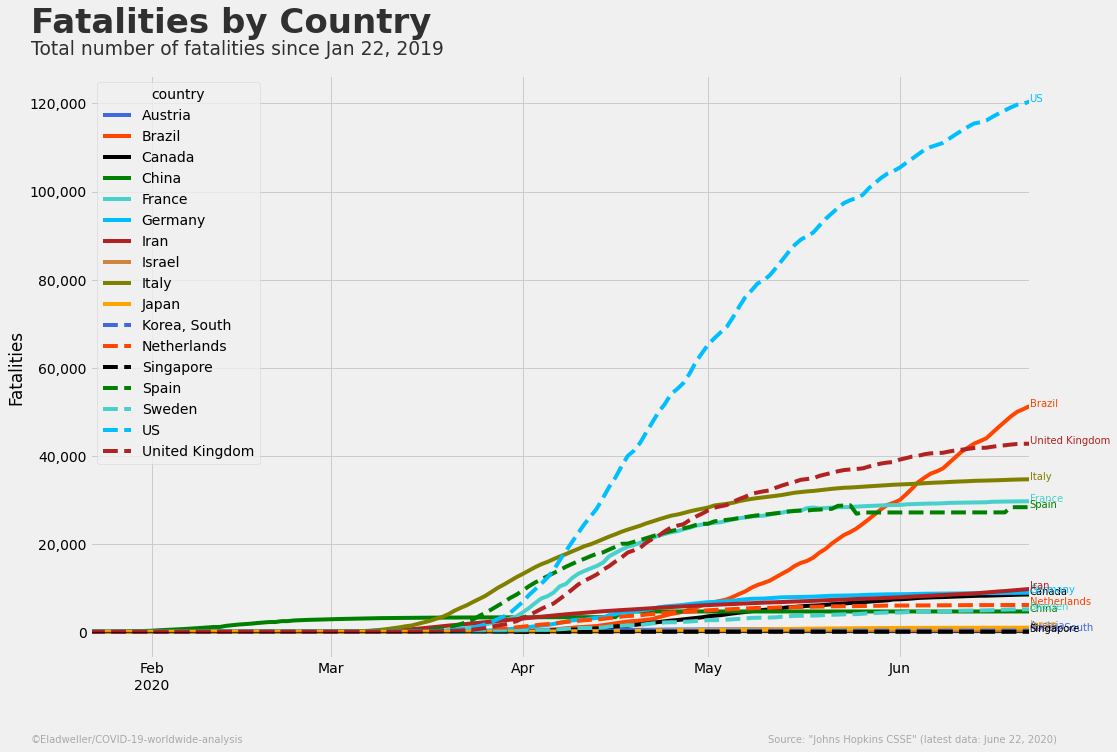 Fatalities by Country
Total number of fatalities since Jan 22, 2019
country
Austria
Brazil
Canada
China
France
Germany
Iran
Israel
Italy
Japan
Korea, South
Netherlands
Singapore
Spain
Sweden
US
United Kingdom
Fatalities
120,000
100,000
80,000
60,000
40,000
20,000
0
Feb
2020
Mar
Apr
May
Jun
US
Brazil
United Kingdom
Italy
France
Spain
Iran
Germany
Canada
Netherlands
Sweden
China
Singapore
South
©Eladweller/COVID-19-worldwide-analysis
Source: "Johns Hopkins CSSE" (latest data: June 22, 2020)